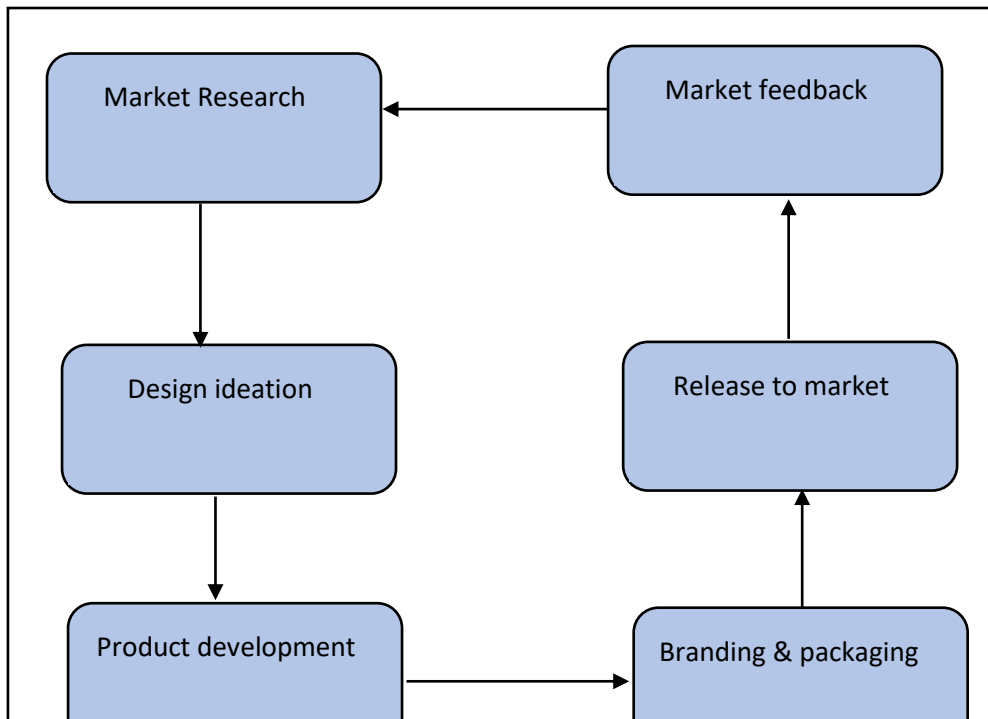 Market Research
Market feedback
Design ideation
Release to market
Product development
Branding & packaging